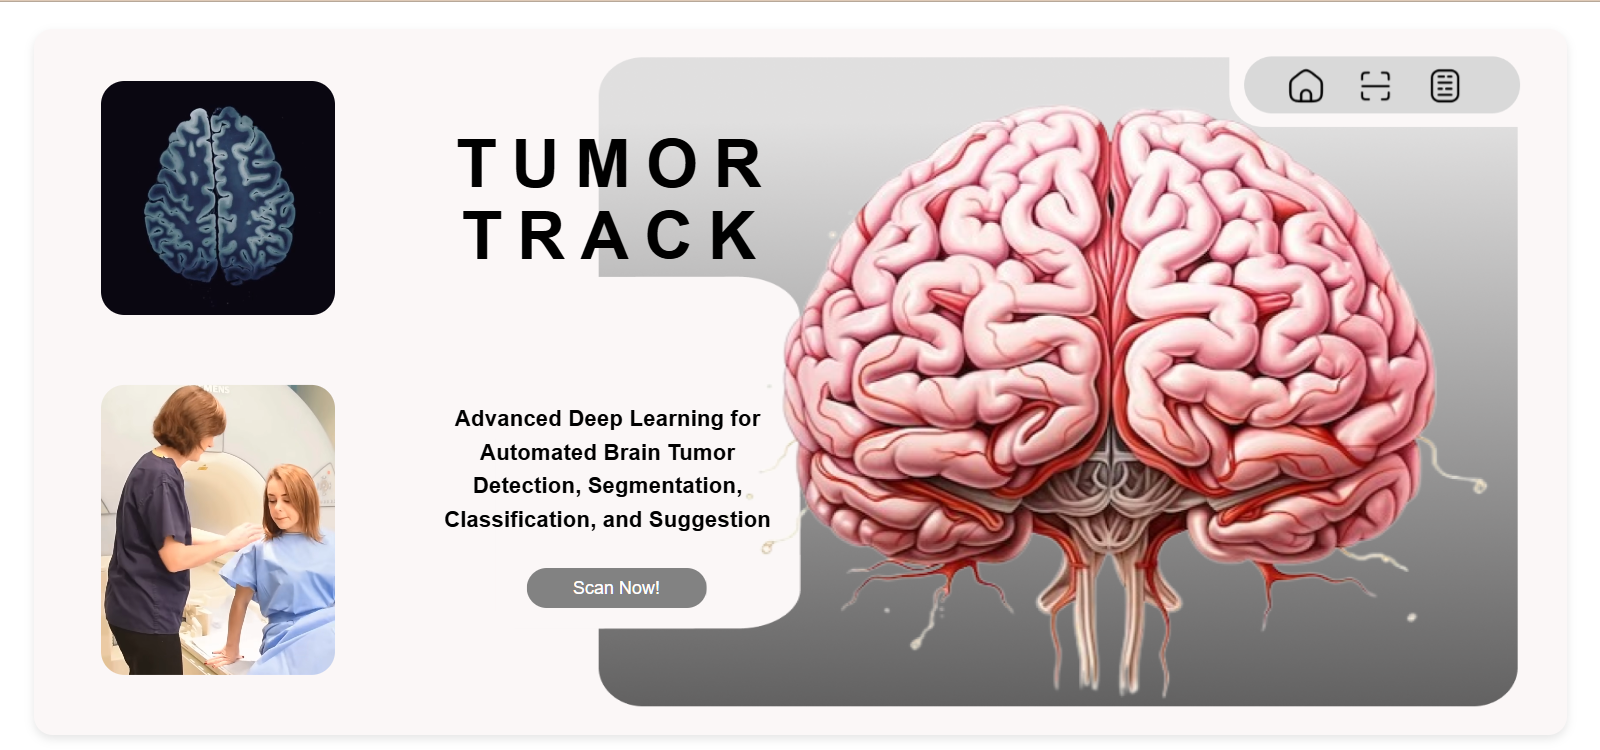 TUMOR
TRACK
Advanced Deep Learning for
Automated Brain Tumor
Detection, Segmentation,
Classification, and Suggestion
Scan Now!